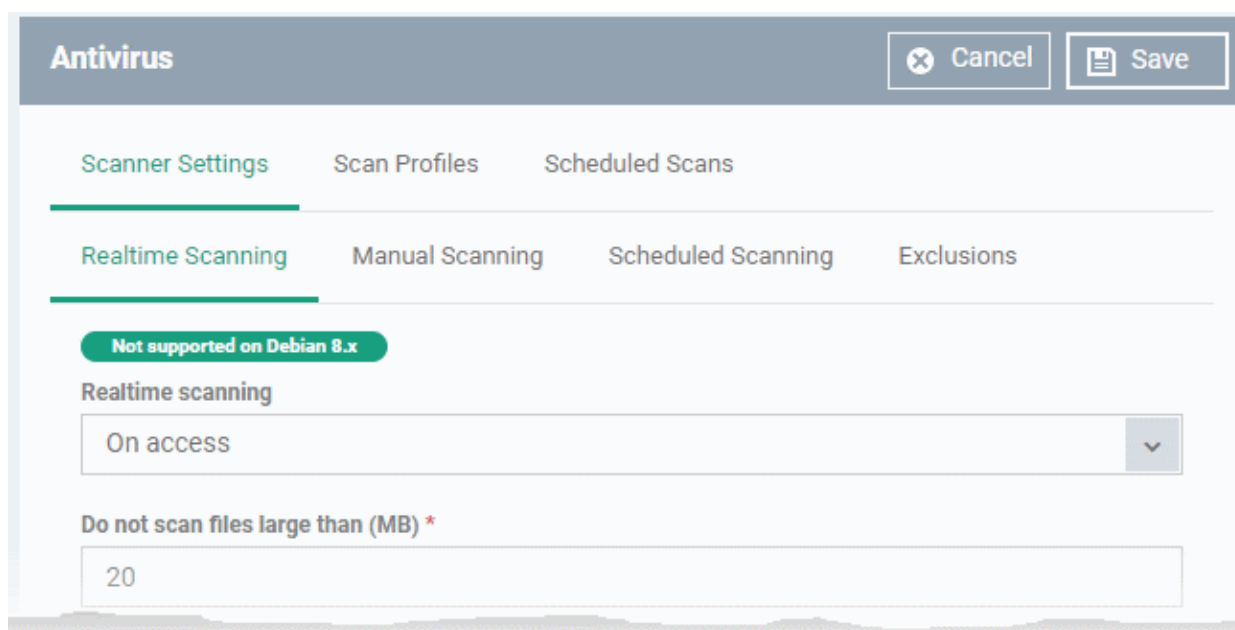 Antivirus Cancel Save
Scanner Settings Scan Profiles Scheduled Scans
Realtime Scanning Manual Scanning Scheduled Scanning Exclusions
Not supported on Debian 8.x
Realtime scanning
On access
Do not scan files large than (MB) *
20